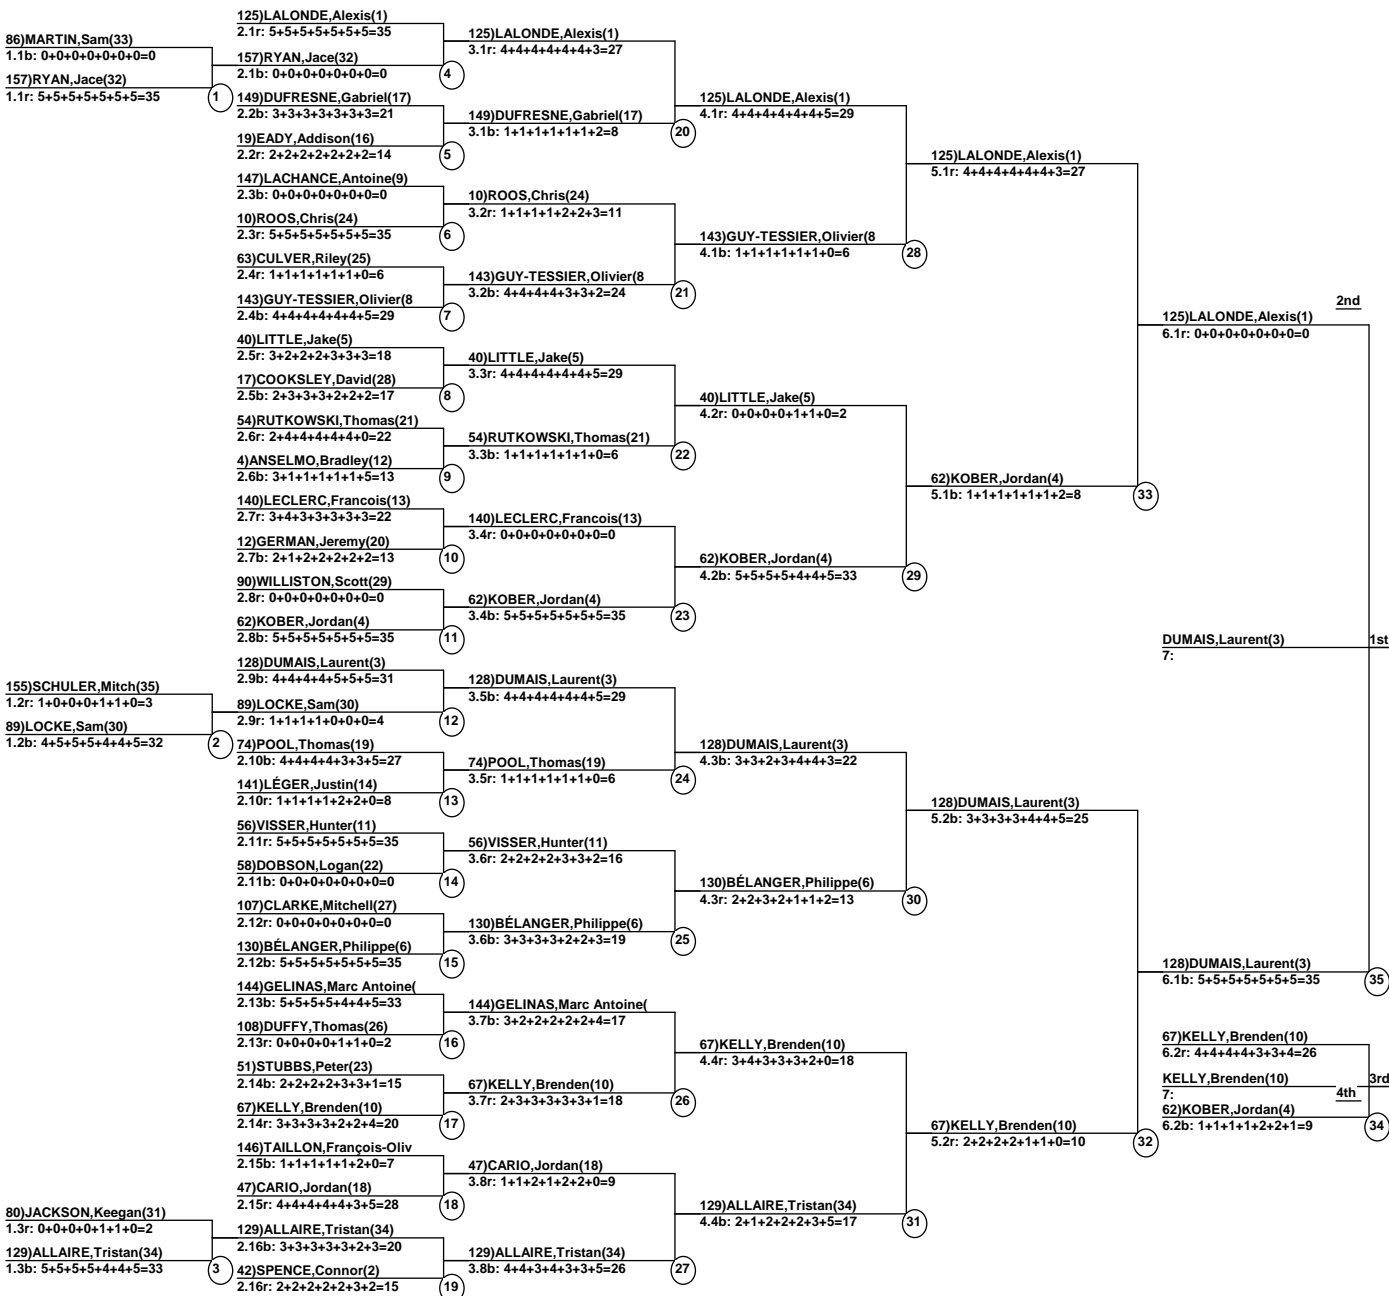 86)MARTIN,Sam(33)
1.1b: 0+0+0+0+0+0+0=0
157)RYAN,Jace(32)
1.1r: 5+5+5+5+5+5+5=35
1
155)SCHULER,Mitch(35)
1.2r: 1+0+0+0+1+1+0=3
89)LOCKE,Sam(30)
1.2b: 4+5+5+5+4+4+5=32
2
80)JACKSON,Keegan(31)
1.3r: 0+0+0+0+1+1+0=2
129)ALLAIRE,Tristan(34)
1.3b: 5+5+5+5+4+4+5=33
3
125)LALONDE,Alexis(1)
2.1r: 5+5+5+5+5+5+5=35
157)RYAN,Jace(32)
2.1b: 0+0+0+0+0+0+0=0
4
149)DUFRESNE,Gabriel(17)
2.2b: 3+3+3+3+3+3+3=21
19)EADY,Addison(16)
2.2r: 2+2+2+2+2+2+2=14
5
147)LACHANCE,Antoine(9)
2.3b: 0+0+0+0+0+0+0=0
10)ROOS,Chris(24)
2.3r: 5+5+5+5+5+5+5=35
6
63)CULVER,Riley(25)
2.4r: 1+1+1+1+1+1+0=6
143)GUY-TESSIER,Olivier(8
2.4b: 4+4+4+4+4+4+5=29
7
40)LITTLE,Jake(5)
2.5r: 3+2+2+2+3+3+3=18
17)COOKSLEY,David(28)
2.5b: 2+3+3+3+2+2+2=17
8
54)RUTKOWSKI,Thomas(21)
2.6r: 2+4+4+4+4+4+0=22
4)ANSELMO,Bradley(12)
2.6b: 3+1+1+1+1+1+5=13
9
140)LECLERC,Francois(13)
2.7r: 3+4+3+3+3+3+3=22
12)GERMAN,Jeremy(20)
2.7b: 2+1+2+2+2+2+2=13
10
90)WILLISTON,Scott(29)
2.8r: 0+0+0+0+0+0+0=0
62)KOBER,Jordan(4)
2.8b: 5+5+5+5+5+5+5=35
11
128)DUMAIS,Laurent(3)
2.9b: 4+4+4+4+5+5+5=31
89)LOCKE,Sam(30)
2.9r: 1+1+1+1+0+0+0=4
12
74)POOL,Thomas(19)
2.10b: 4+4+4+4+3+3+5=27
141)LÉGER,Justin(14)
2.10r: 1+1+1+1+2+2+0=8
13
56)VISSER,Hunter(11)
2.11r: 5+5+5+5+5+5+5=35
58)DOBSON,Logan(22)
2.11b: 0+0+0+0+0+0+0=0
14
107)CLARKE,Mitchell(27)
2.12r: 0+0+0+0+0+0+0=0
130)BÉLANGER,Philippe(6)
2.12b: 5+5+5+5+5+5+5=35
15
144)GELINAS,Marc Antoine(
2.13b: 5+5+5+5+4+4+5=33
108)DUFFY,Thomas(26)
2.13r: 0+0+0+0+1+1+0=2
16
51)STUBBS,Peter(23)
2.14b: 2+2+2+2+3+3+1=15
67)KELLY,Brenden(10)
2.14r: 3+3+3+3+2+2+4=20
17
146)TAILLON,François-Oliv
2.15b: 1+1+1+1+1+2+0=7
47)CARIO,Jordan(18)
2.15r: 4+4+4+4+4+3+5=28
18
129)ALLAIRE,Tristan(34)
2.16b: 3+3+3+3+3+2+3=20
42)SPENCE,Connor(2)
2.16r: 2+2+2+2+2+3+2=15
19
125)LALONDE,Alexis(1)
3.1r: 4+4+4+4+4+4+3=27
149)DUFRESNE,Gabriel(17)
3.1b: 1+1+1+1+1+1+2=8
20
10)ROOS,Chris(24)
3.2r: 1+1+1+1+2+2+3=11
143)GUY-TESSIER,Olivier(8
3.2b: 4+4+4+4+3+3+2=24
21
40)LITTLE,Jake(5)
3.3r: 4+4+4+4+4+4+5=29
54)RUTKOWSKI,Thomas(21)
3.3b: 1+1+1+1+1+1+0=6
22
140)LECLERC,Francois(13)
3.4r: 0+0+0+0+0+0+0=0
62)KOBER,Jordan(4)
3.4b: 5+5+5+5+5+5+5=35
23
128)DUMAIS,Laurent(3)
3.5b: 4+4+4+4+4+4+5=29
74)POOL,Thomas(19)
3.5r: 1+1+1+1+1+1+0=6
24
56)VISSER,Hunter(11)
3.6r: 2+2+2+2+3+3+2=16
130)BÉLANGER,Philippe(6)
3.6b: 3+3+3+3+2+2+3=19
25
144)GELINAS,Marc Antoine(
3.7b: 3+2+2+2+2+2+4=17
67)KELLY,Brenden(10)
3.7r: 2+3+3+3+3+3+1=18
26
47)CARIO,Jordan(18)
3.8r: 1+1+2+1+2+2+0=9
129)ALLAIRE,Tristan(34)
3.8b: 4+4+3+4+3+3+5=26
27
125)LALONDE,Alexis(1)
4.1r: 4+4+4+4+4+4+5=29
143)GUY-TESSIER,Olivier(8
4.1b: 1+1+1+1+1+1+0=6
28
40)LITTLE,Jake(5)
4.2r: 0+0+0+0+1+1+0=2
62)KOBER,Jordan(4)
4.2b: 5+5+5+5+4+4+5=33
29
128)DUMAIS,Laurent(3)
4.3b: 3+3+2+3+4+4+3=22
130)BÉLANGER,Philippe(6)
4.3r: 2+2+3+2+1+1+2=13
30
67)KELLY,Brenden(10)
4.4r: 3+4+3+3+3+2+0=18
129)ALLAIRE,Tristan(34)
4.4b: 2+1+2+2+2+3+5=17
31
125)LALONDE,Alexis(1)
5.1r: 4+4+4+4+4+4+3=27
62)KOBER,Jordan(4)
5.1b: 1+1+1+1+1+1+2=8
33
128)DUMAIS,Laurent(3)
5.2b: 3+3+3+3+4+4+5=25
67)KELLY,Brenden(10)
5.2r: 2+2+2+2+1+1+0=10
32
2nd
125)LALONDE,Alexis(1)
6.1r: 0+0+0+0+0+0+0=0
DUMAIS,Laurent(3)
1st
7:
128)DUMAIS,Laurent(3)
6.1b: 5+5+5+5+5+5+5=35
35
67)KELLY,Brenden(10)
6.2r: 4+4+4+4+3+3+4=26
KELLY,Brenden(10)
3rd
7:
4th
62)KOBER,Jordan(4)
6.2b: 1+1+1+1+2+2+1=9
34